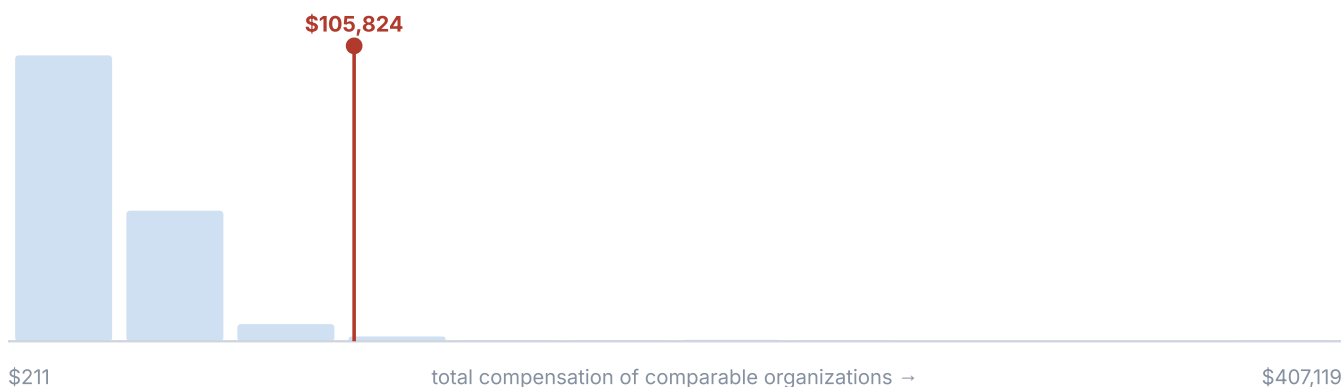 $105,824
$211 total compensation of comparable organizations → $407,119